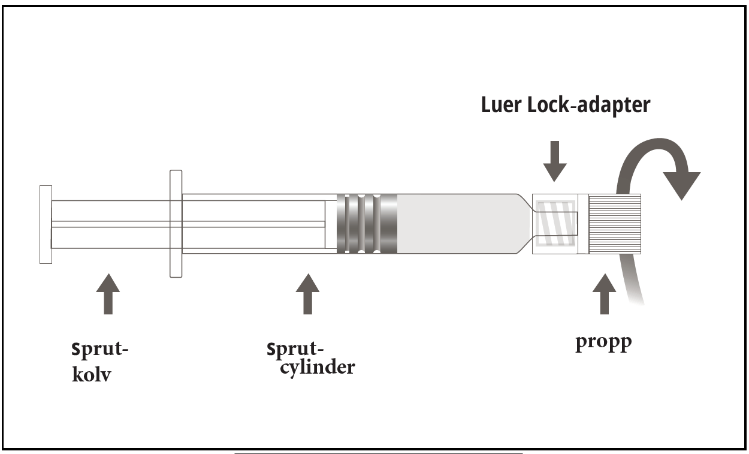 Luer Lock-adapter
Sprut-
kolv
Sprut-
cylinder
propp